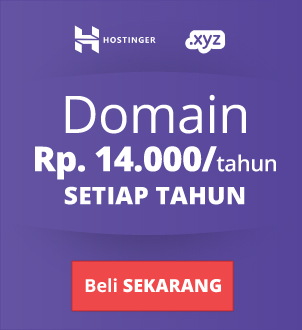 HOSTINGER .xyz
Domain
Rp. 14.000/tahun
SETIAP TAHUN
Beli SEKARANG